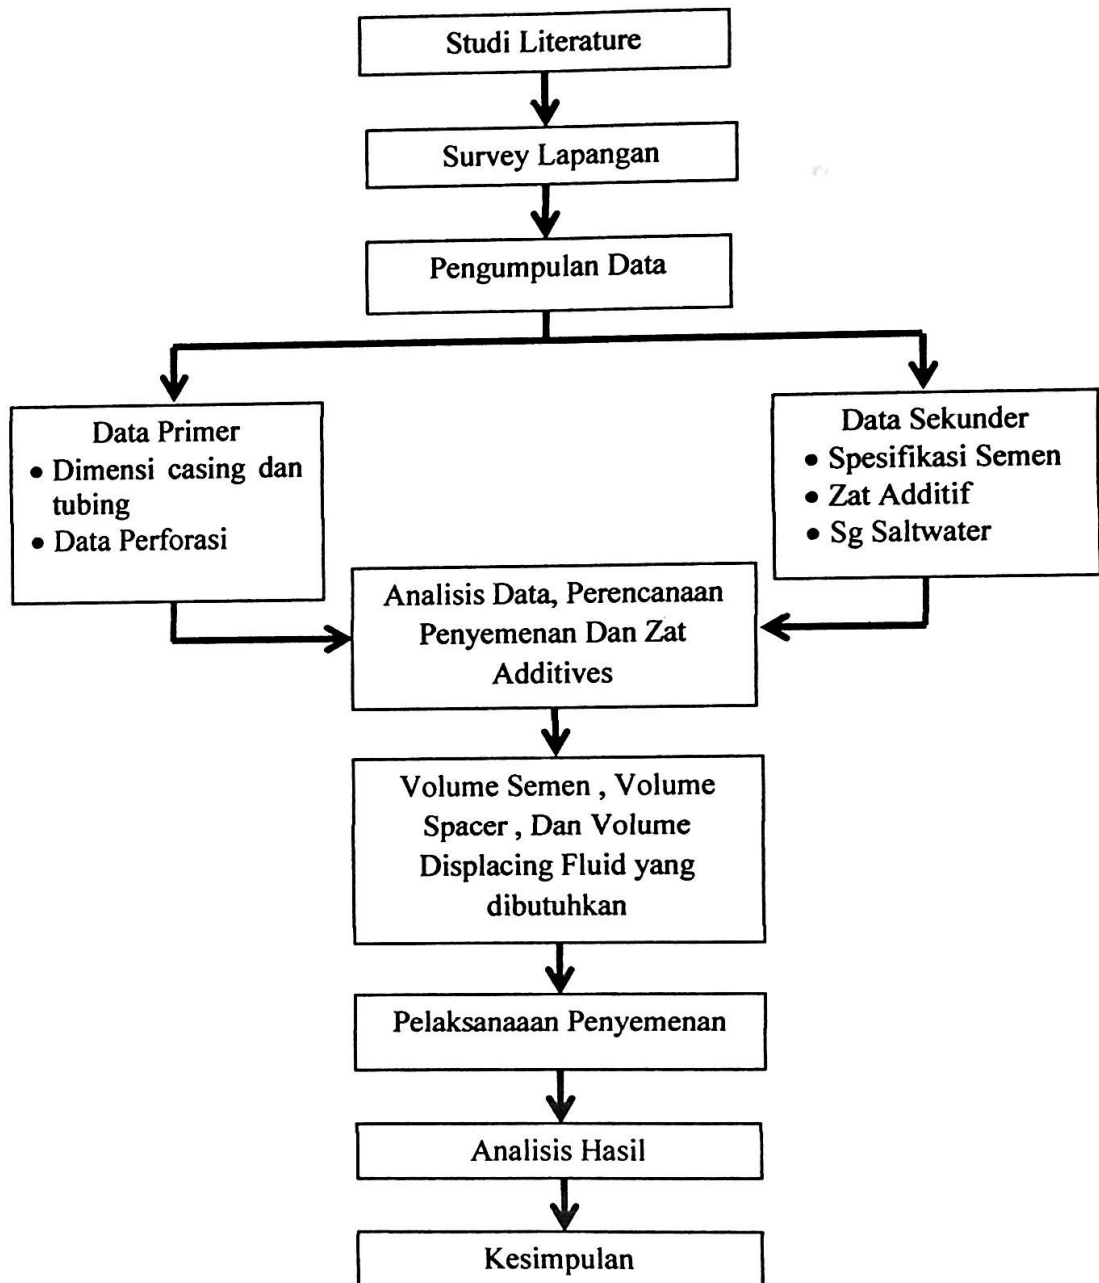 Studi Literature
Survey Lapangan
Pengumpulan Data
Data Primer
• Dimensi casing dan
tubing
• Data Perforasi
Data Sekunder
• Spesifikasi Semen
• Zat Additif
• Sg Saltwater
Analisis Data, Perencanaan
Penyemenan Dan Zat
Additives
Volume Semen , Volume
Spacer , Dan Volume
Displacing Fluid yang
dibutuhkan
Pelaksanaaan Penyemenan
Analisis Hasil
Kesimpulan